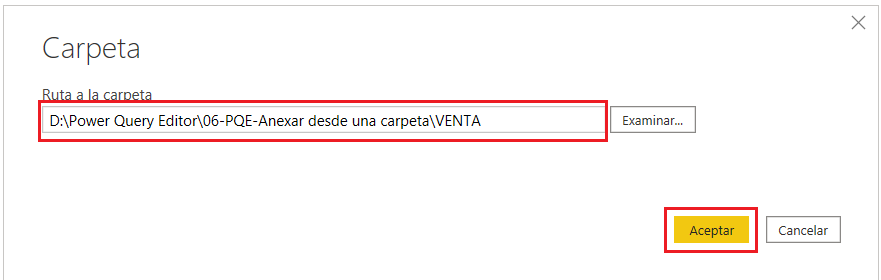 Carpeta
Ruta a la carpeta
D:\Power Query Editor\06-PQE-Anexar desde una carpeta\VENTA
Examinar...
Aceptar
Cancelar